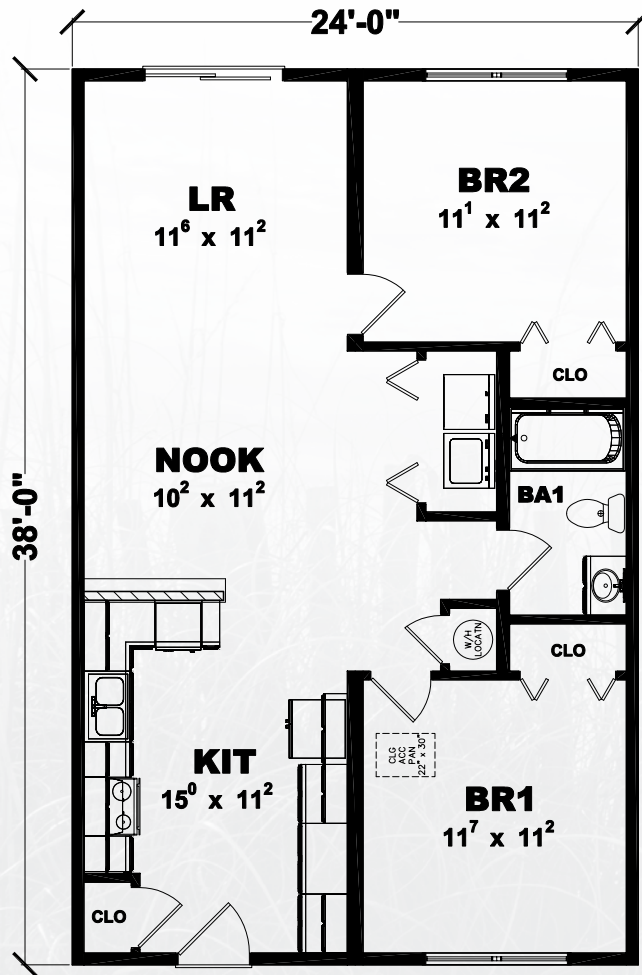 24'-0"
LR
11⁶ x 11²
BR2
11¹ x 11²
CLO
38'-0"
NOOK
10² x 11²
BA1
W/H
LOCATN
CLO
KIT
15⁰ x 11²
CLG
ACC
PAN
22" x 30"
BR1
11⁷ x 11²
CLO